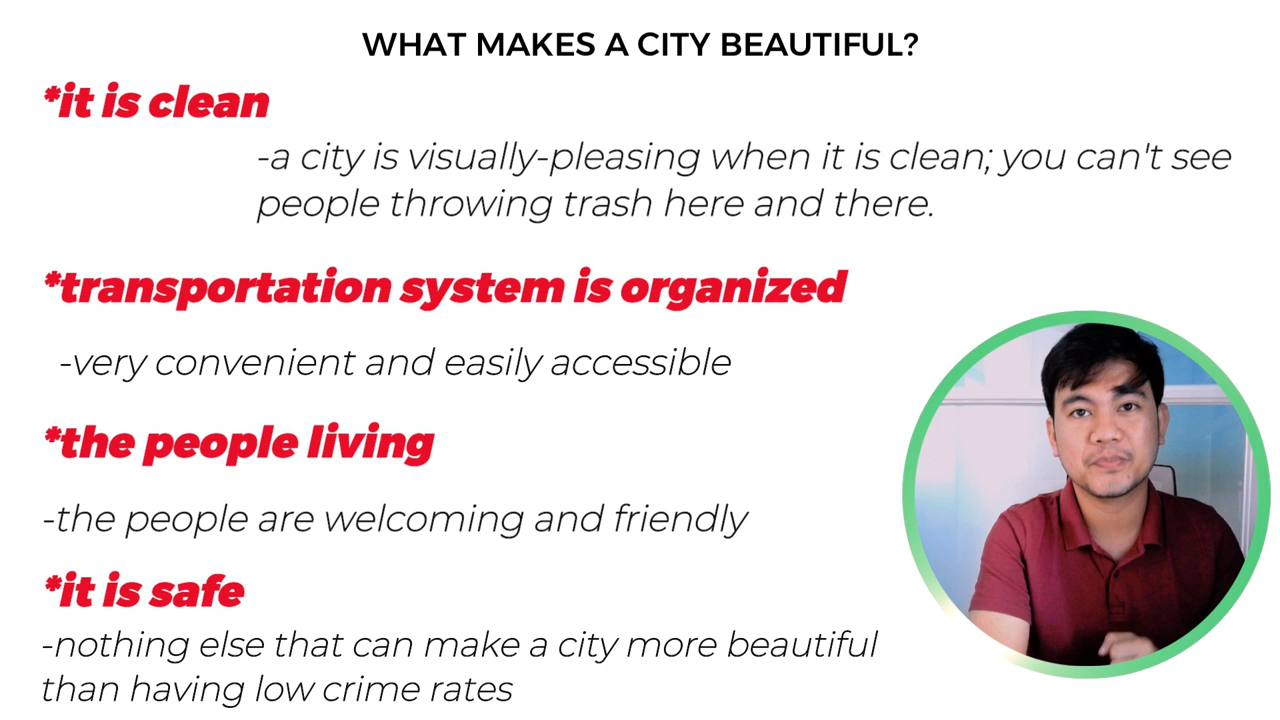 WHAT MAKES A CITY BEAUTIFUL?
*it is clean
-a city is visually-pleasing when it is clean; you can't see
people throwing trash here and there.
*transportation system is organized
-very convenient and easily accessible
*the people living
-the people are welcoming and friendly
*it is safe
-nothing else that can make a city more beautiful
than having low crime rates